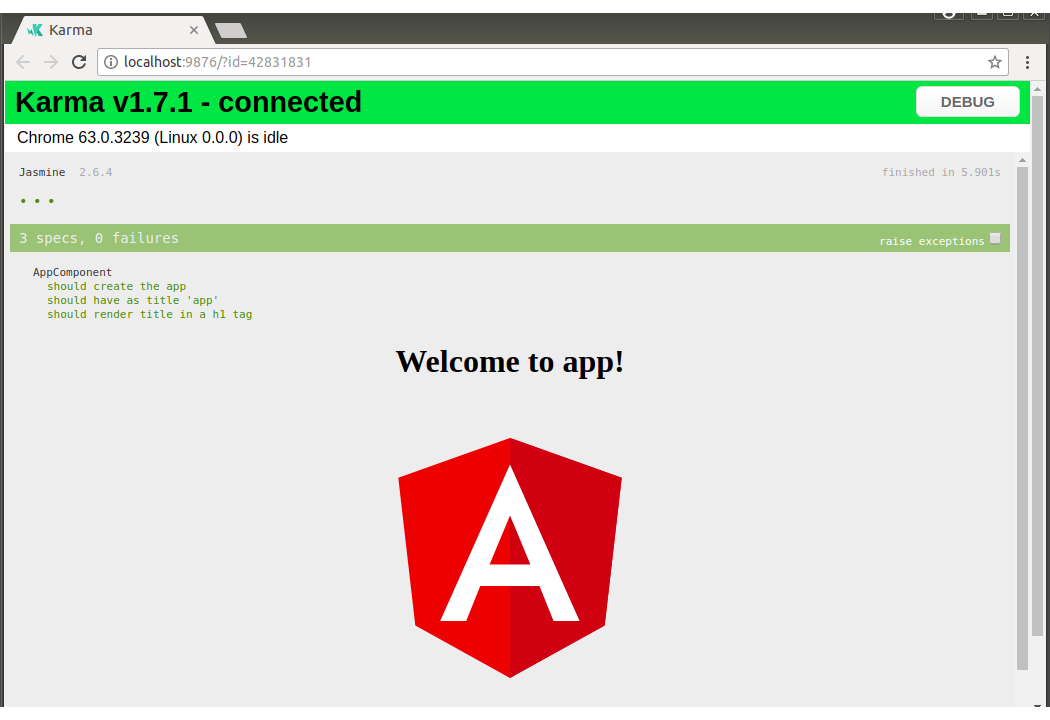 Karma
localhost:9876/?id=42831831
Karma v1.7.1 - connected
DEBUG
Chrome 63.0.3239 (Linux 0.0.0) is idle
Jasmine 2.6.4
finished in 5.901s
3 specs, 0 failures
raise exceptions
AppComponent
should create the app
should have as title 'app'
should render title in a h1 tag
Welcome to app!
A